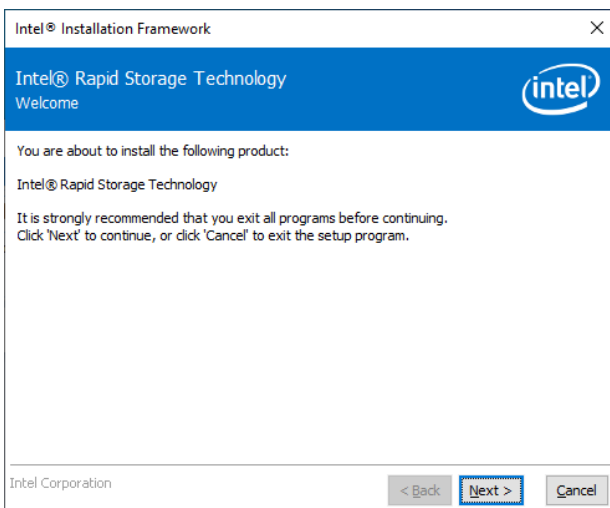 Intel® Installation Framework
Intel® Rapid Storage Technology
Welcome
intel
You are about to install the following product:
Intel® Rapid Storage Technology
It is strongly recommended that you exit all programs before continuing.
Click 'Next' to continue, or click 'Cancel' to exit the setup program.
Intel Corporation
< Back Next > Cancel